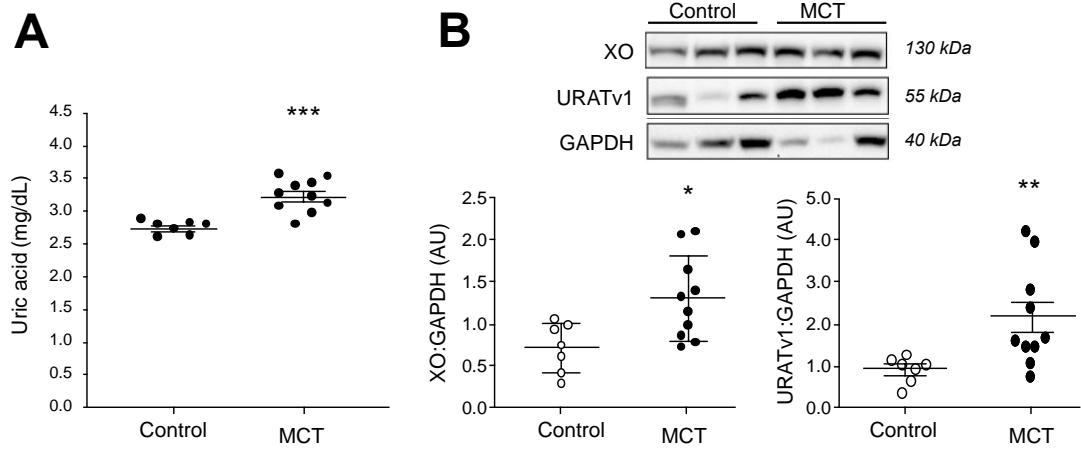 A
Uric acid (mg/dL)
4.5
4.0
3.5
3.0
2.5
2.0
1.5
1.0
0.5
0.0
***
Control
MCT
B
Control MCT
XO 130 kDa
URATv1 55 kDa
GAPDH 40 kDa
XO:GAPDH (AU)
2.5
2.0
1.5
1.0
0.5
0.0
*
Control
MCT
URATv1:GAPDH (AU)
5.0
4.0
3.0
2.0
1.0
0.0
**
Control
MCT